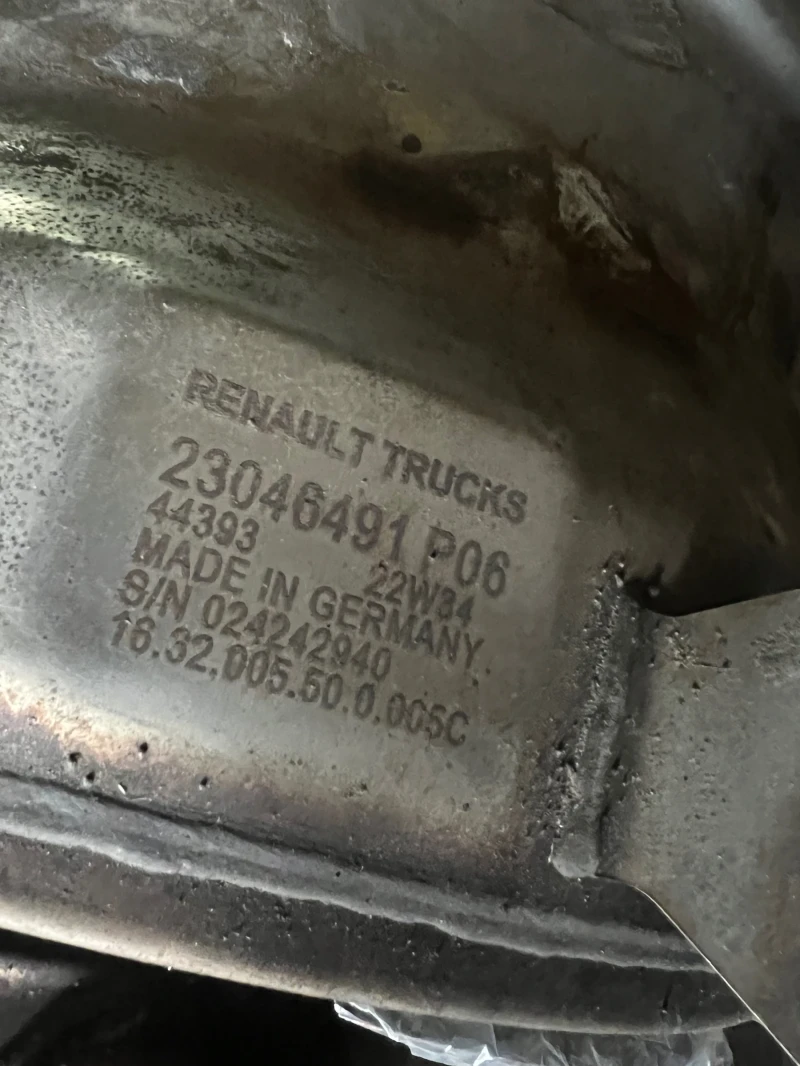 RENAULT TRUCKS
23046491 P06
44393 22W34
MADE IN GERMANY
S/N 024242940
16.32.005.50.0.005C